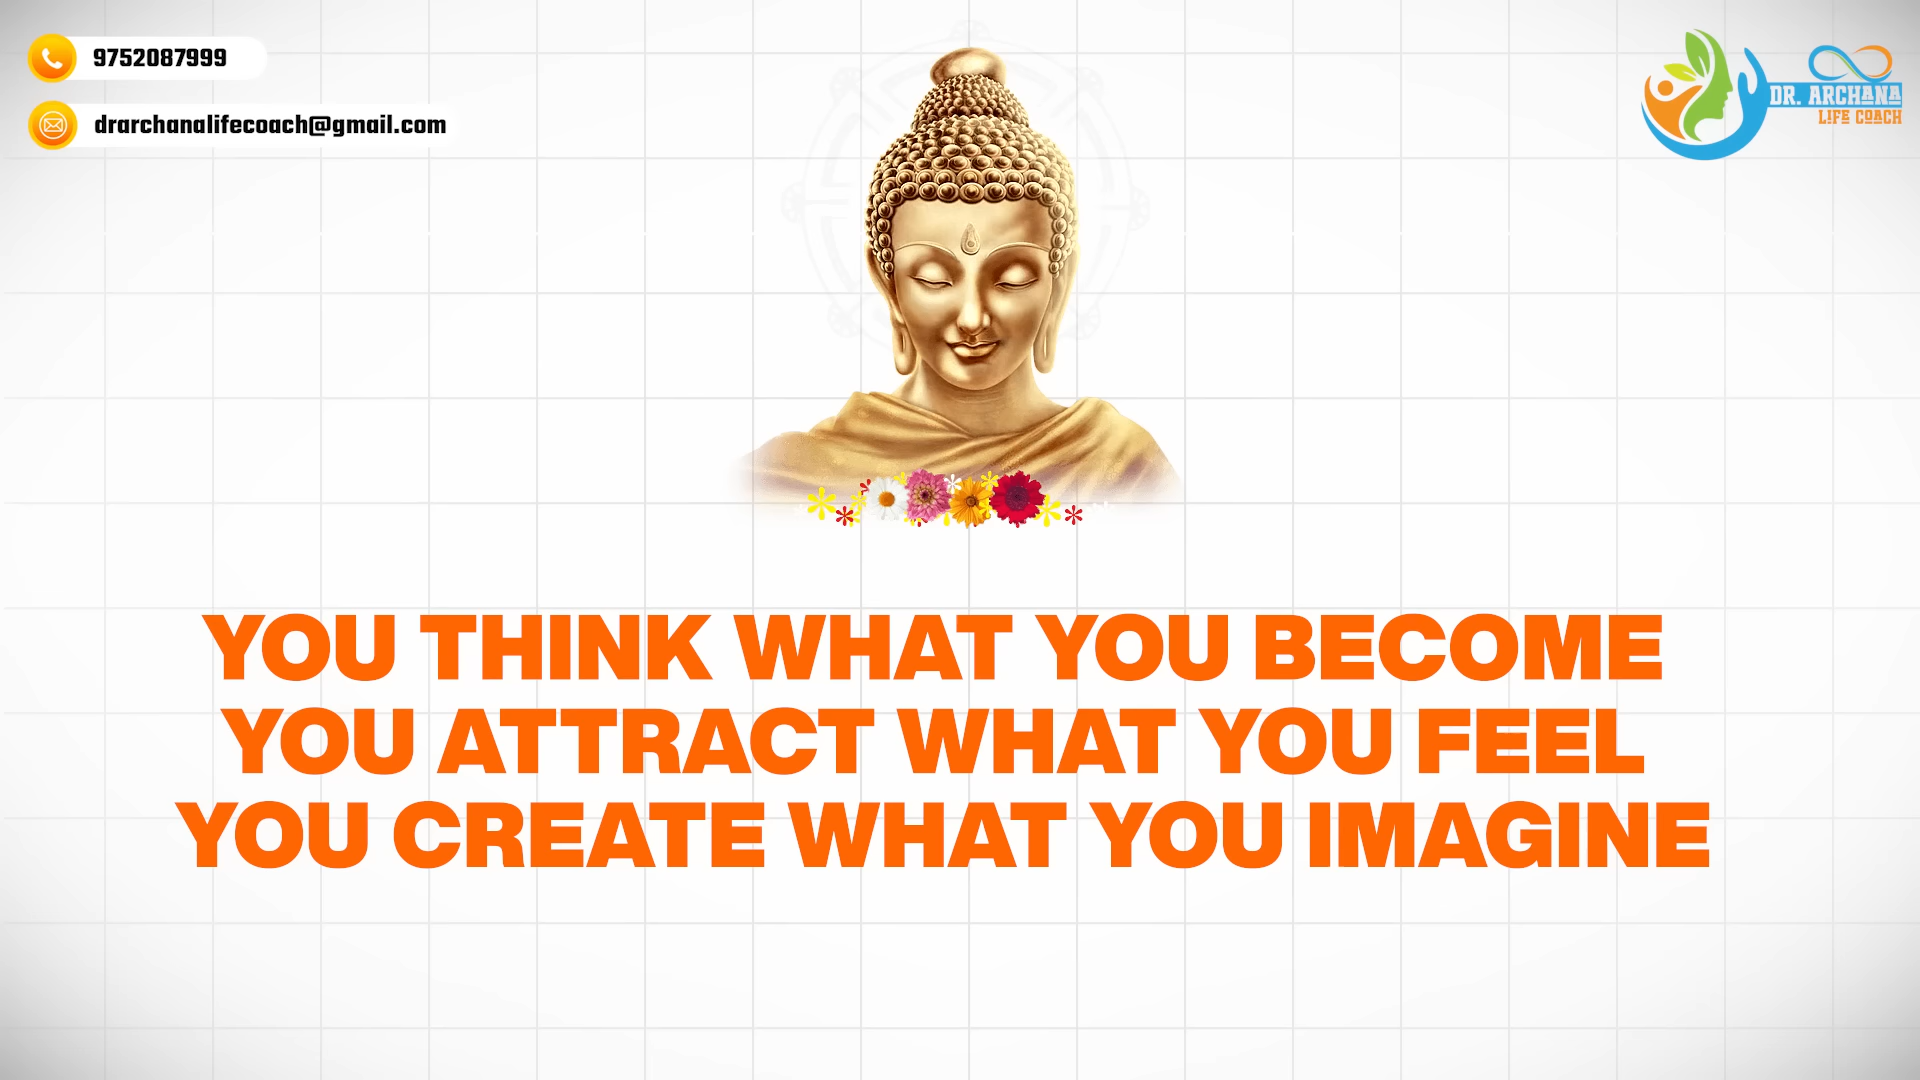 9752087999
drarchanalifecoach@gmail.com
DR. ARCHANA
LIFE COACH
YOU THINK WHAT YOU BECOME
YOU ATTRACT WHAT YOU FEEL
YOU CREATE WHAT YOU IMAGINE